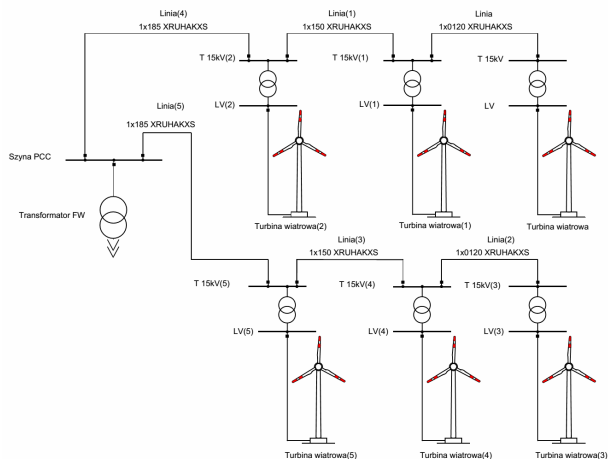 Linia(4)
1x185 XRUHAKXS
Linia(1)
1x150 XRUHAKXS
Linia
1x0120 XRUHAKXS
T 15kV(2)
T 15kV(1)
T 15kV
LV(2)
LV(1)
LV
Linia(5)
1x185 XRUHAKXS
Szyna PCC
Transformator FW
Turbina wiatrowa(2)
Turbina wiatrowa(1)
Turbina wiatrowa
Linia(3)
1x150 XRUHAKXS
Linia(2)
1x0120 XRUHAKXS
T 15kV(5)
T 15kV(4)
T 15kV(3)
LV(5)
LV(4)
LV(3)
Turbina wiatrowa(5)
Turbina wiatrowa(4)
Turbina wiatrowa(3)